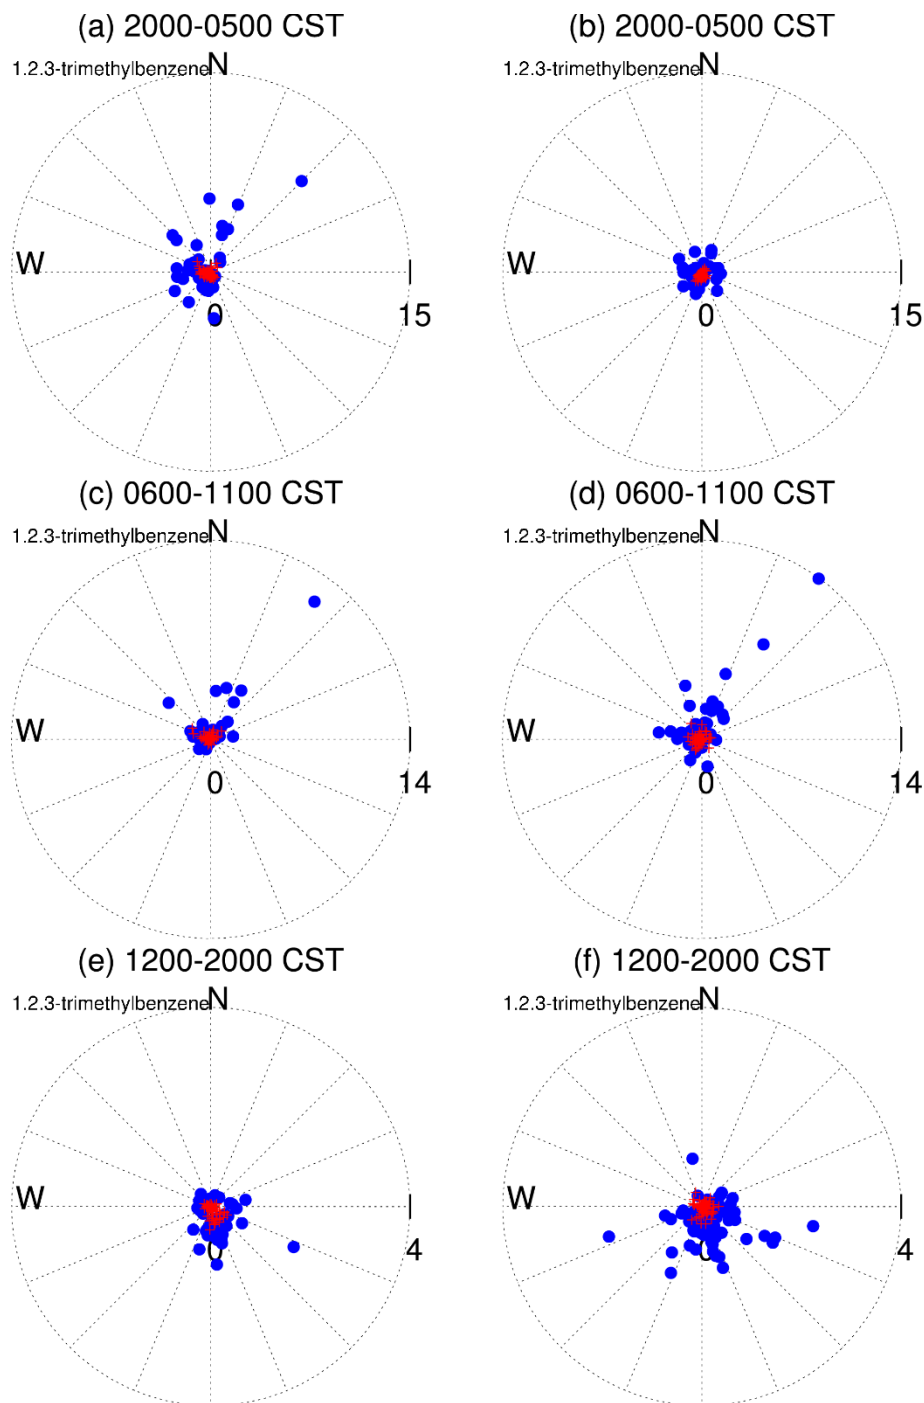 (a) 2000-0500 CST
1.2.3-trimethylbenzene N
W
0
15
(b) 2000-0500 CST
1.2.3-trimethylbenzene N
W
0
15
(c) 0600-1100 CST
1.2.3-trimethylbenzene N
W
0
14
(d) 0600-1100 CST
1.2.3-trimethylbenzene N
W
0
14
(e) 1200-2000 CST
1.2.3-trimethylbenzene N
W
0
4
(f) 1200-2000 CST
1.2.3-trimethylbenzene N
W
0
4